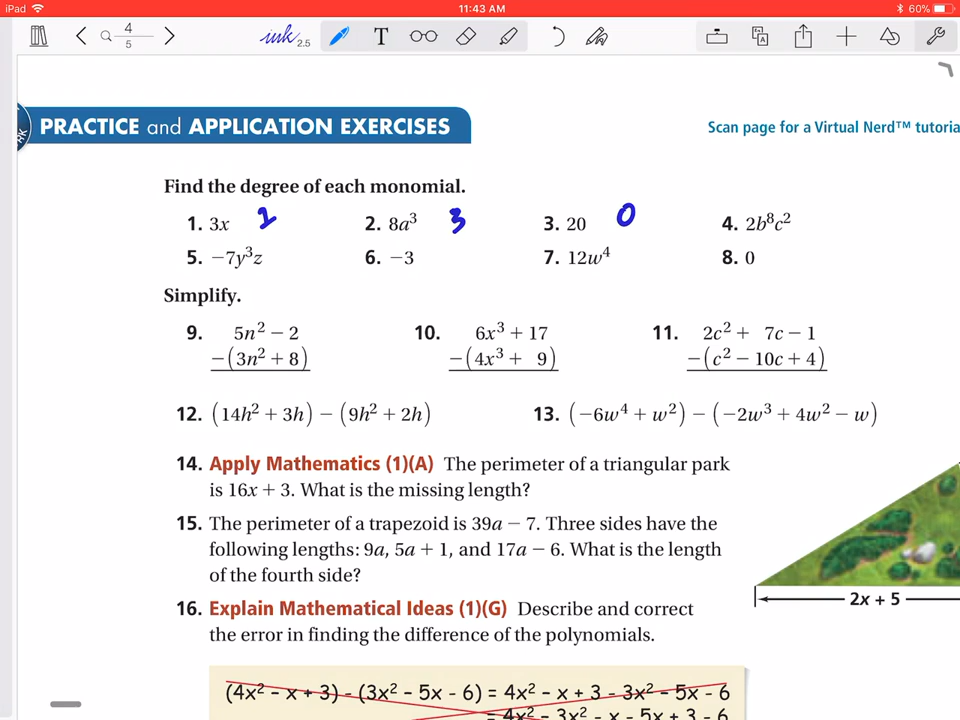 iPad 11:43 AM 60%
4
5
ink 2.5 T
PRACTICE and APPLICATION EXERCISES
Scan page for a Virtual Nerd™ tutoria
Find the degree of each monomial.
1. 3x 1 2. 8a³ 3 3. 20 0 4. 2b⁸c²
5. −7y³z 6. −3 7. 12w⁴ 8. 0
Simplify.
9. 5n² − 2 10. 6x³ + 17 11. 2c² + 7c − 1
−(3n² + 8) −(4x³ + 9) −(c² − 10c + 4)
12. (14h² + 3h) − (9h² + 2h) 13. (−6w⁴ + w²) − (−2w³ + 4w² − w)
14. Apply Mathematics (1)(A) The perimeter of a triangular park
is 16x + 3. What is the missing length?
15. The perimeter of a trapezoid is 39a − 7. Three sides have the
following lengths: 9a, 5a + 1, and 17a − 6. What is the length
of the fourth side?
2x + 5
16. Explain Mathematical Ideas (1)(G) Describe and correct
the error in finding the difference of the polynomials.
(4x² − x + 3) − (3x² − 5x − 6) = 4x² − x + 3 − 3x² − 5x − 6
= 4x² − 3x² − x − 5x + 3 − 6